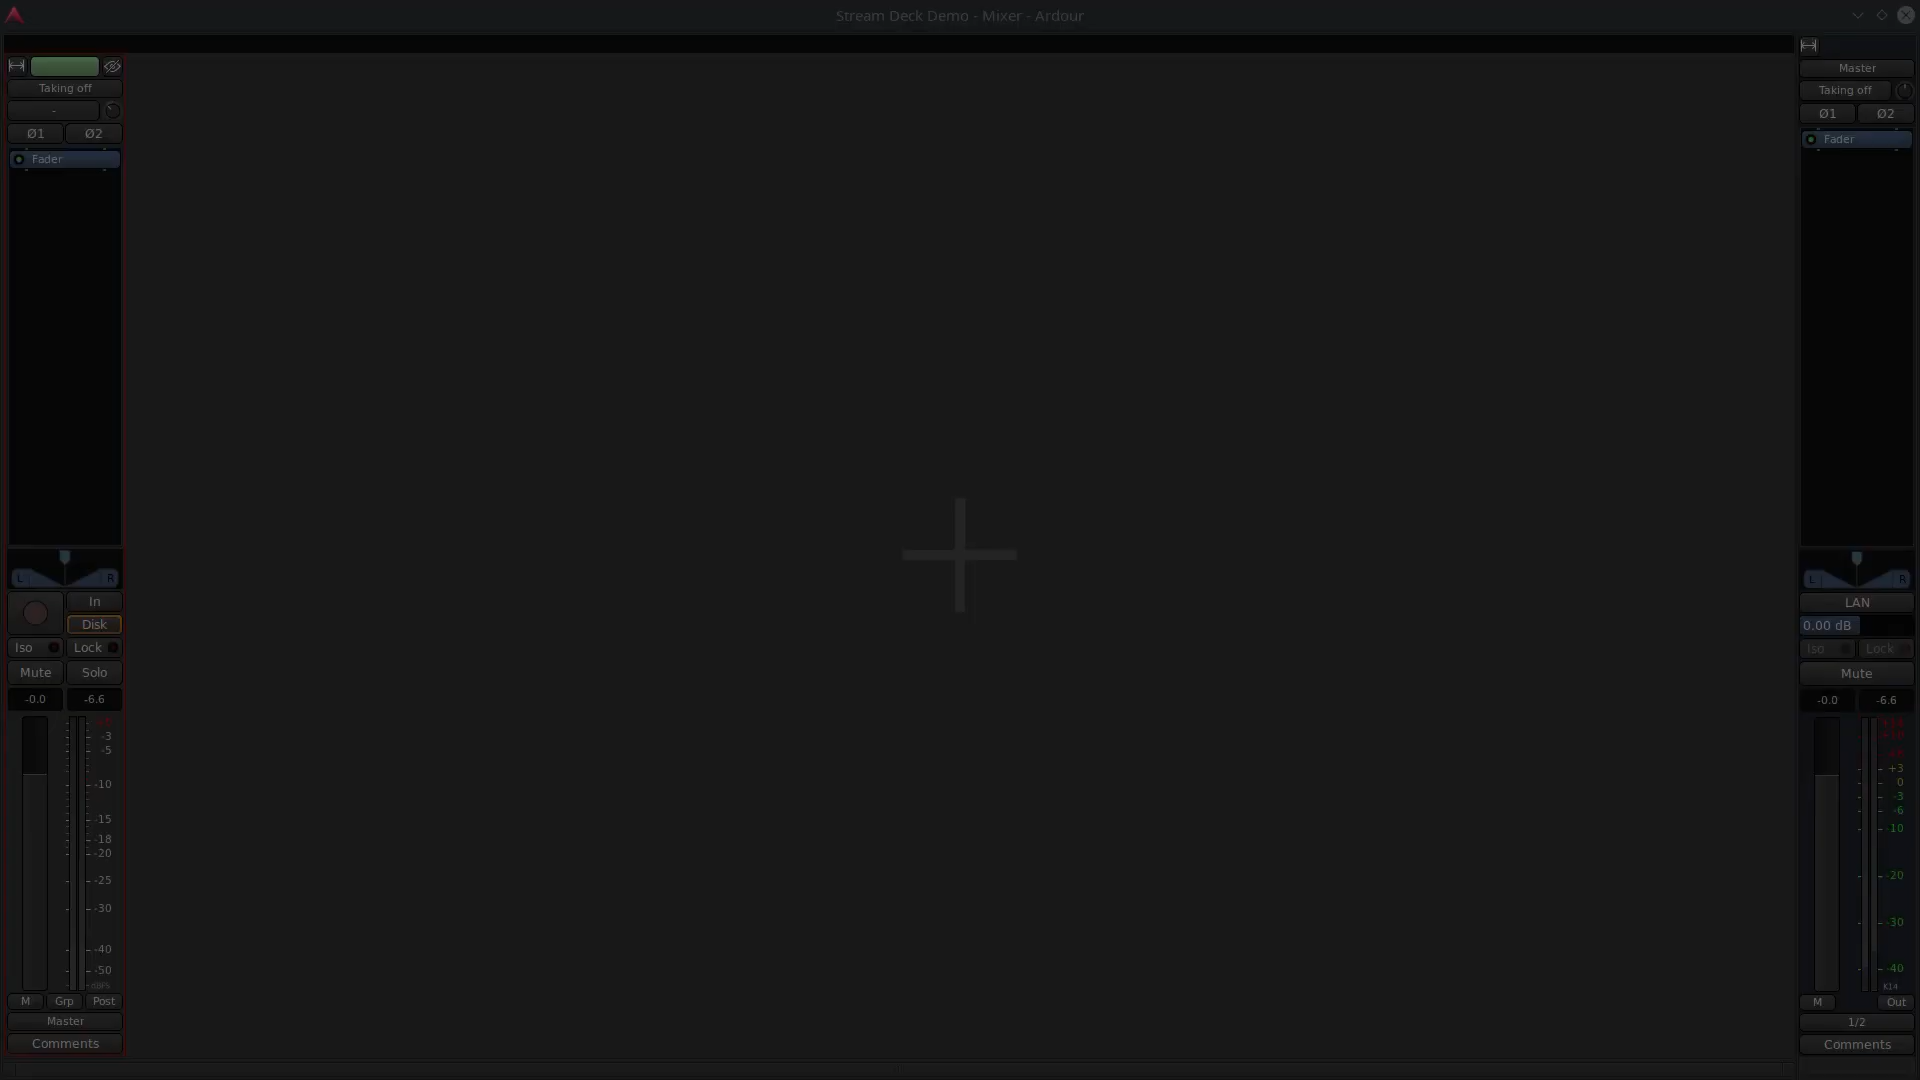 Stream Deck Demo - Mixer - Ardour
Taking off
-
Ø1 Ø2
Fader
L R
In
Disk
Iso Lock
Mute Solo
-0.0 -6.6
-3
-5
-10
-15
-18
-20
-25
-30
-40
-50
dBFS
M Grp Post
Master
Comments
Master
Taking off
Ø1 Ø2
Fader
L R
LAN
0.00 dB
Iso Lock
Mute
-0.0 -6.6
+3
0
-3
-6
-10
-20
-30
-40
K14
M Out
1/2
Comments